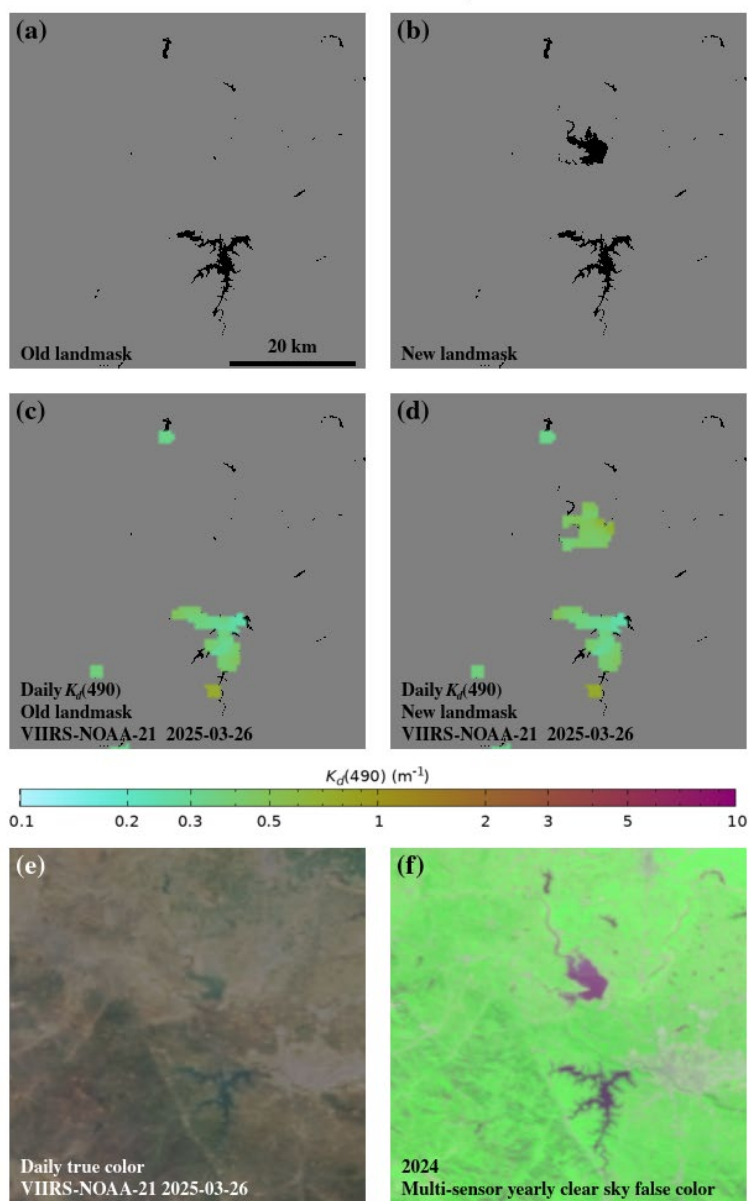 (a)
(b)
Old landmask
20 km
New landmask
(c)
(d)
Daily Kd(490)
Old landmask
VIIRS-NOAA-21 2025-03-26
Daily Kd(490)
New landmask
VIIRS-NOAA-21 2025-03-26
Kd(490) (m⁻¹)
0.1 0.2 0.3 0.5 1 2 3 5 10
(e)
(f)
Daily true color
VIIRS-NOAA-21 2025-03-26
2024
Multi-sensor yearly clear sky false color